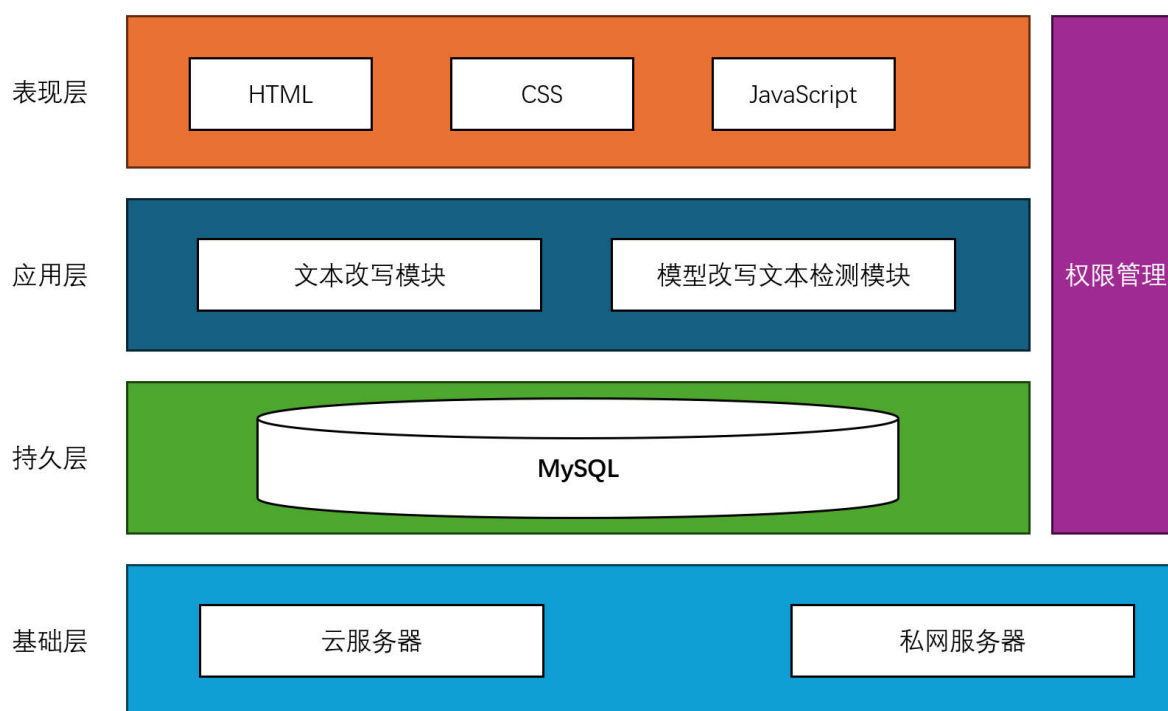 表现层
HTML
CSS
JavaScript
应用层
文本改写模块
模型改写文本检测模块
权限管理
持久层
MySQL
基础层
云服务器
私网服务器